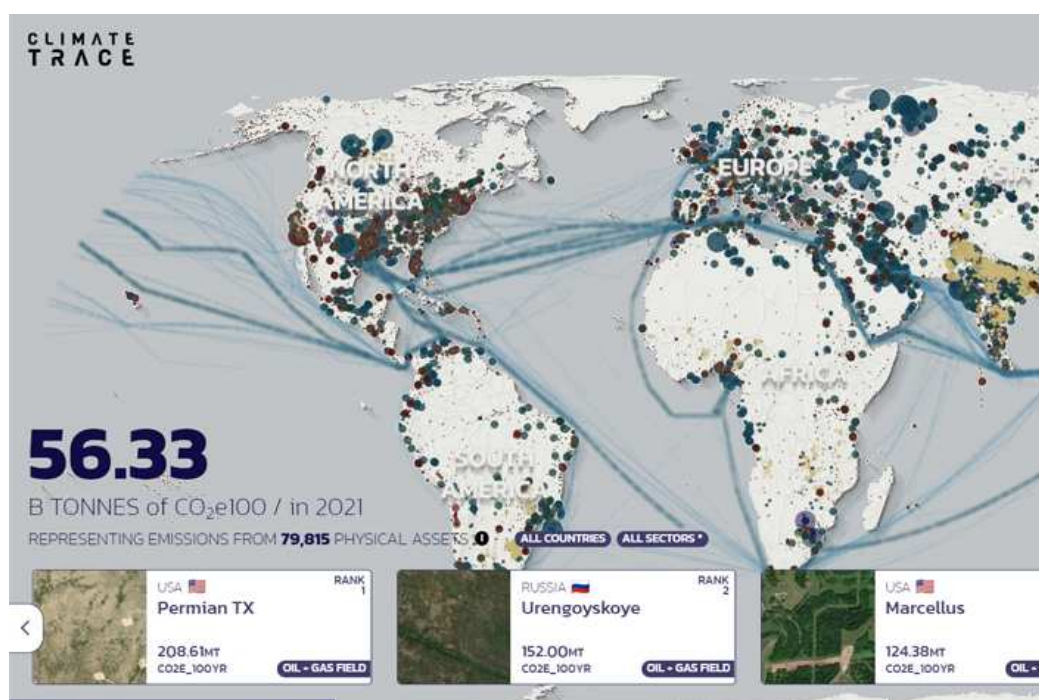 CLIMATE
TRACE
NORTH
AMERICA
EUROPE
ASIA
AFRICA
SOUTH
AMERICA
56.33
B TONNES of CO₂e100 / in 2021
REPRESENTING EMISSIONS FROM 79,815 PHYSICAL ASSETS
ALL COUNTRIES
ALL SECTORS *
USA
RANK
1
Permian TX
208.61MT
CO2E_100YR
OIL + GAS FIELD
RUSSIA
RANK
2
Urengoyskoye
152.00MT
CO2E_100YR
OIL + GAS FIELD
USA
Marcellus
124.38MT
CO2E_100YR
OIL +